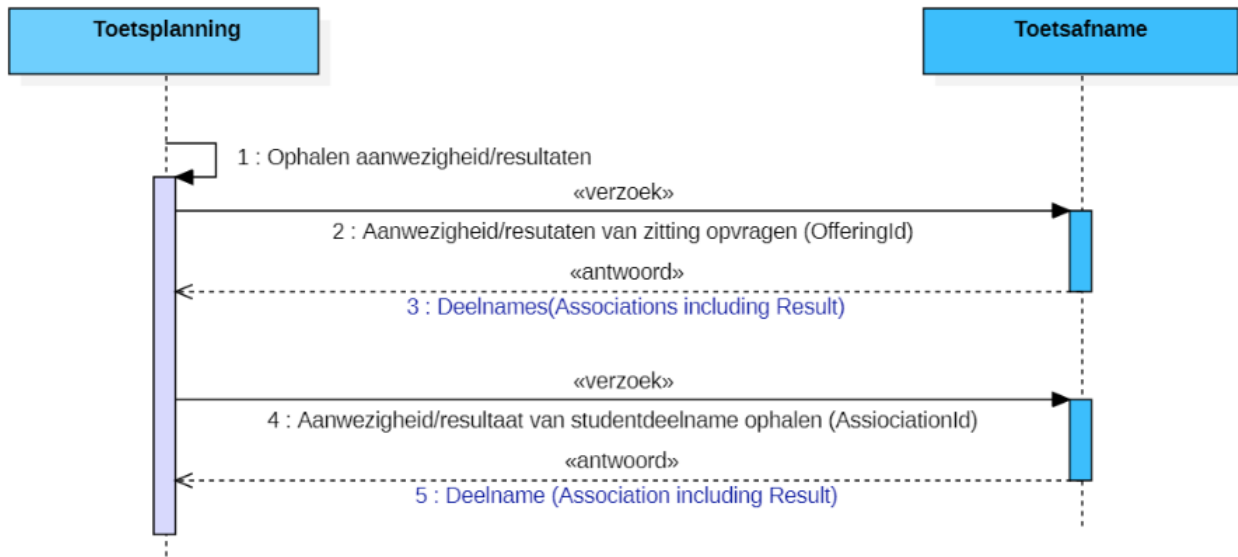 Toetsplanning
Toetsafname
1 : Ophalen aanwezigheid/resultaten
«verzoek»
2 : Aanwezigheid/resutaten van zitting opvragen (OfferingId)
«antwoord»
3 : Deelnames(Associations including Result)
«verzoek»
4 : Aanwezigheid/resultaat van studentdeelname ophalen (AssiociationId)
«antwoord»
5 : Deelname (Association including Result)